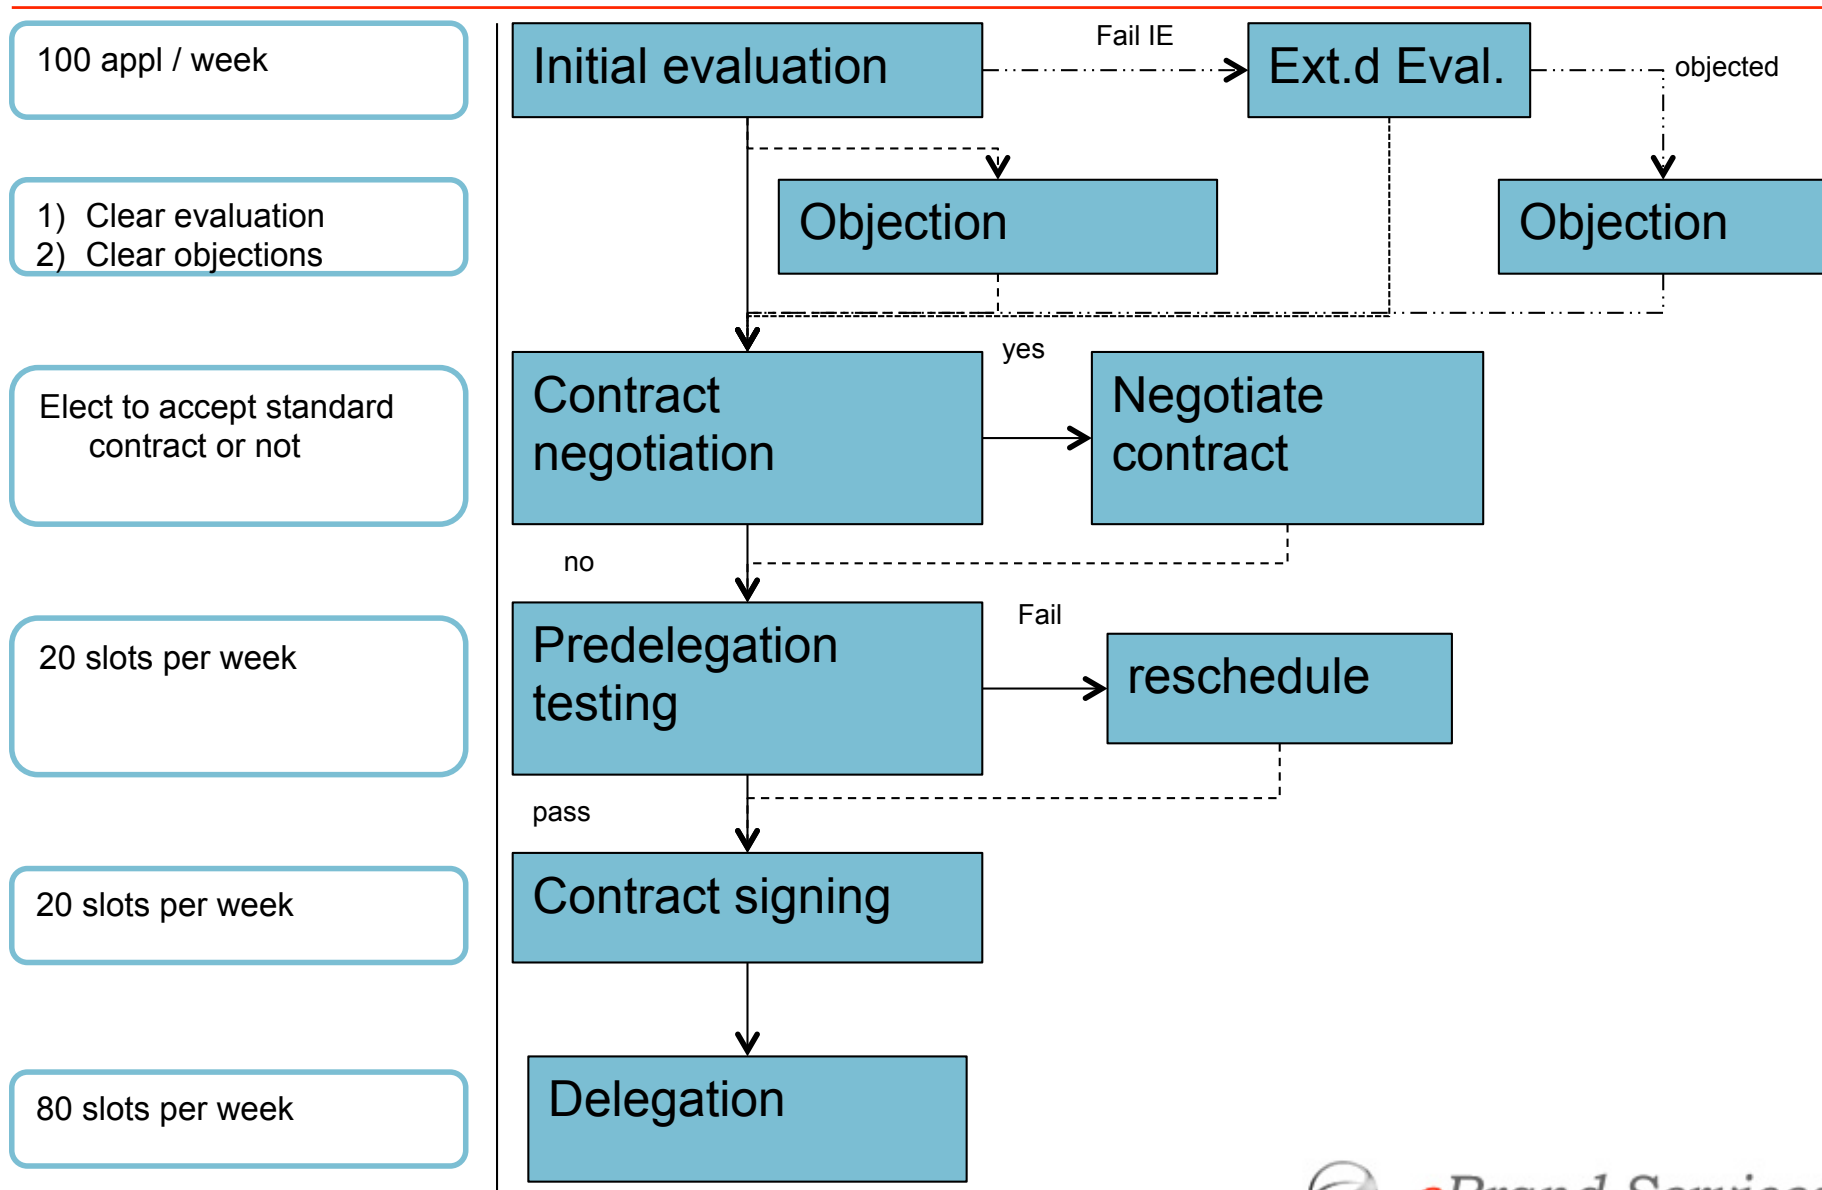 100 appl / week
Initial evaluation
Fail IE
Ext.d Eval.
objected
1) Clear evaluation
2) Clear objections
Objection
Objection
Elect to accept standard
contract or not
Contract
negotiation
yes
Negotiate
contract
no
20 slots per week
Predelegation
testing
Fail
reschedule
pass
20 slots per week
Contract signing
80 slots per week
Delegation
eBrand Services